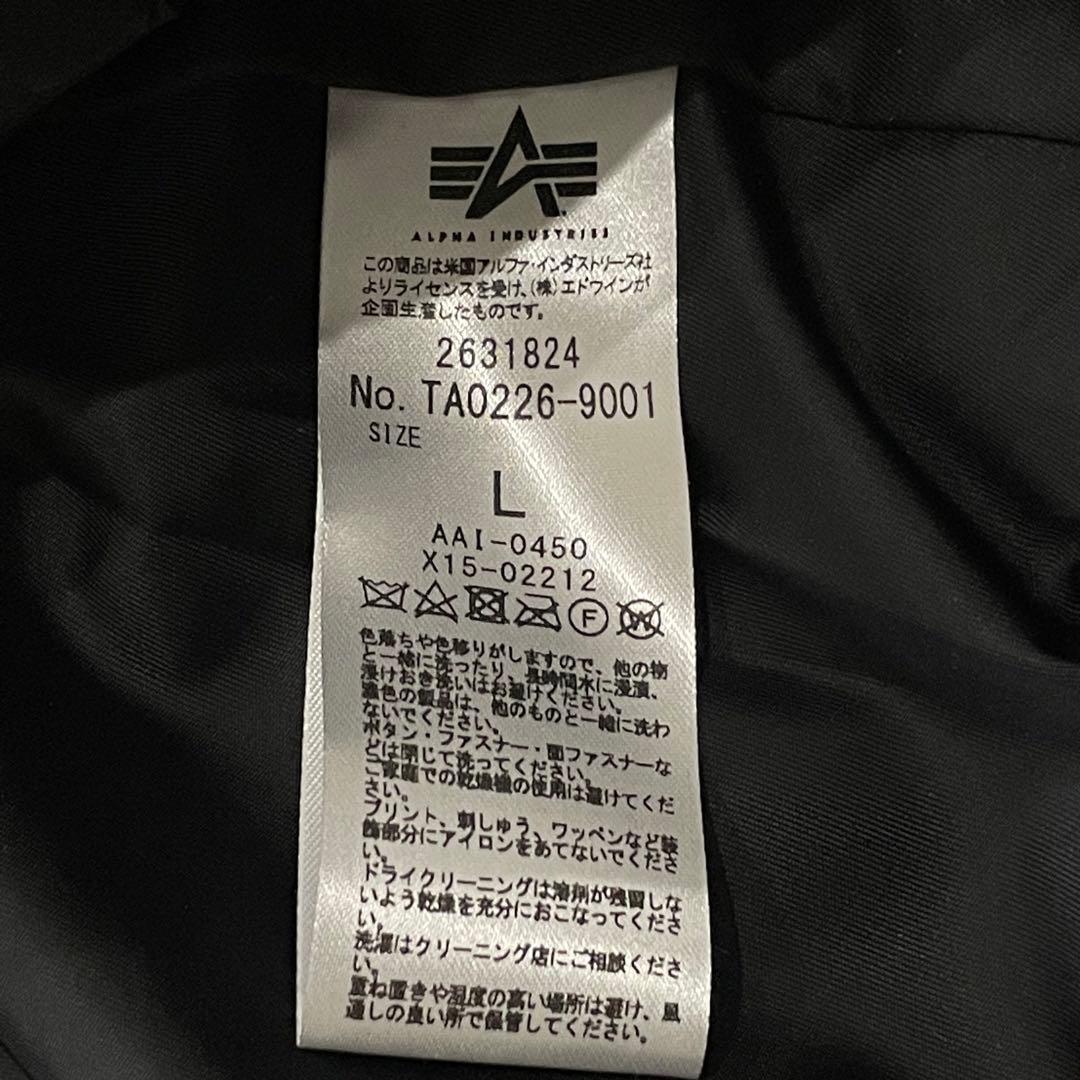 ALPHA INDUSTRIES
この商品は米国アルファ・インダストリーズ社
よりライセンスを受け、(株)エドウインが
企画生産したものです。
2631824
No. TA0226-9001
SIZE
L
AAI-0450
X15-02212
F
W
色落ちや色移りがしますので、他の物
と一緒に洗ったり、長時間水に浸漬、
浸けおき洗いはお避けください。
濃色の製品は、他のものと一緒に洗わ
ないでください。
ボタン・ファスナー・面ファスナーな
どは閉じて洗ってください。
ご家庭での乾燥機の使用は避けてくだ
さい。
プリント、刺しゅう、ワッペンなど装
飾部分にアイロンをあてないでくださ
い。
ドライクリーニングは溶剤が残留しな
いよう乾燥を充分におこなってくださ
い。
洗濯はクリーニング店にご相談くださ
い。
重ね置きや湿度の高い場所は避け、風
通しの良い所で保管してください。